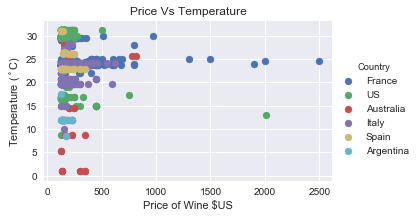 Price Vs Temperature
Temperature (°C)
30
25
20
15
10
5
0
0 500 1000 1500 2000 2500
Price of Wine $US
Country
France
US
Australia
Italy
Spain
Argentina